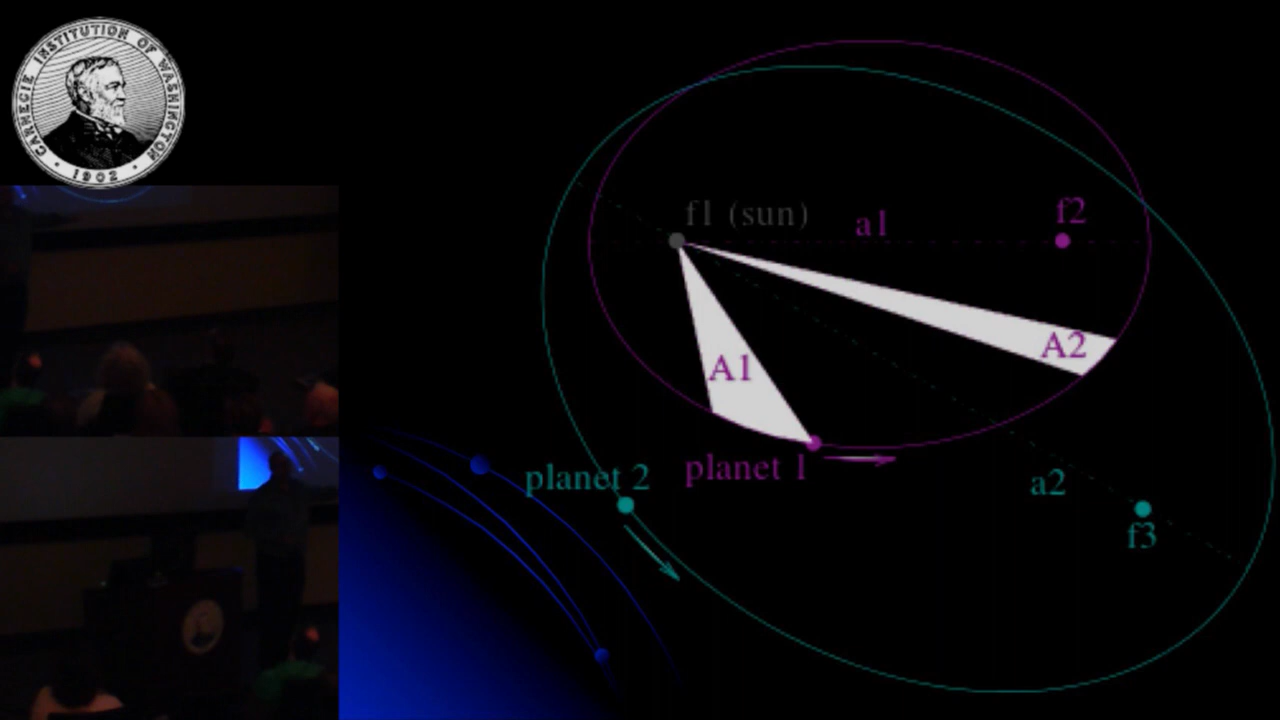 CARNEGIE INSTITUTION OF WASHINGTON
• 1902 •
f1 (sun)
a1
f2
A1
A2
planet 1
planet 2
a2
f3